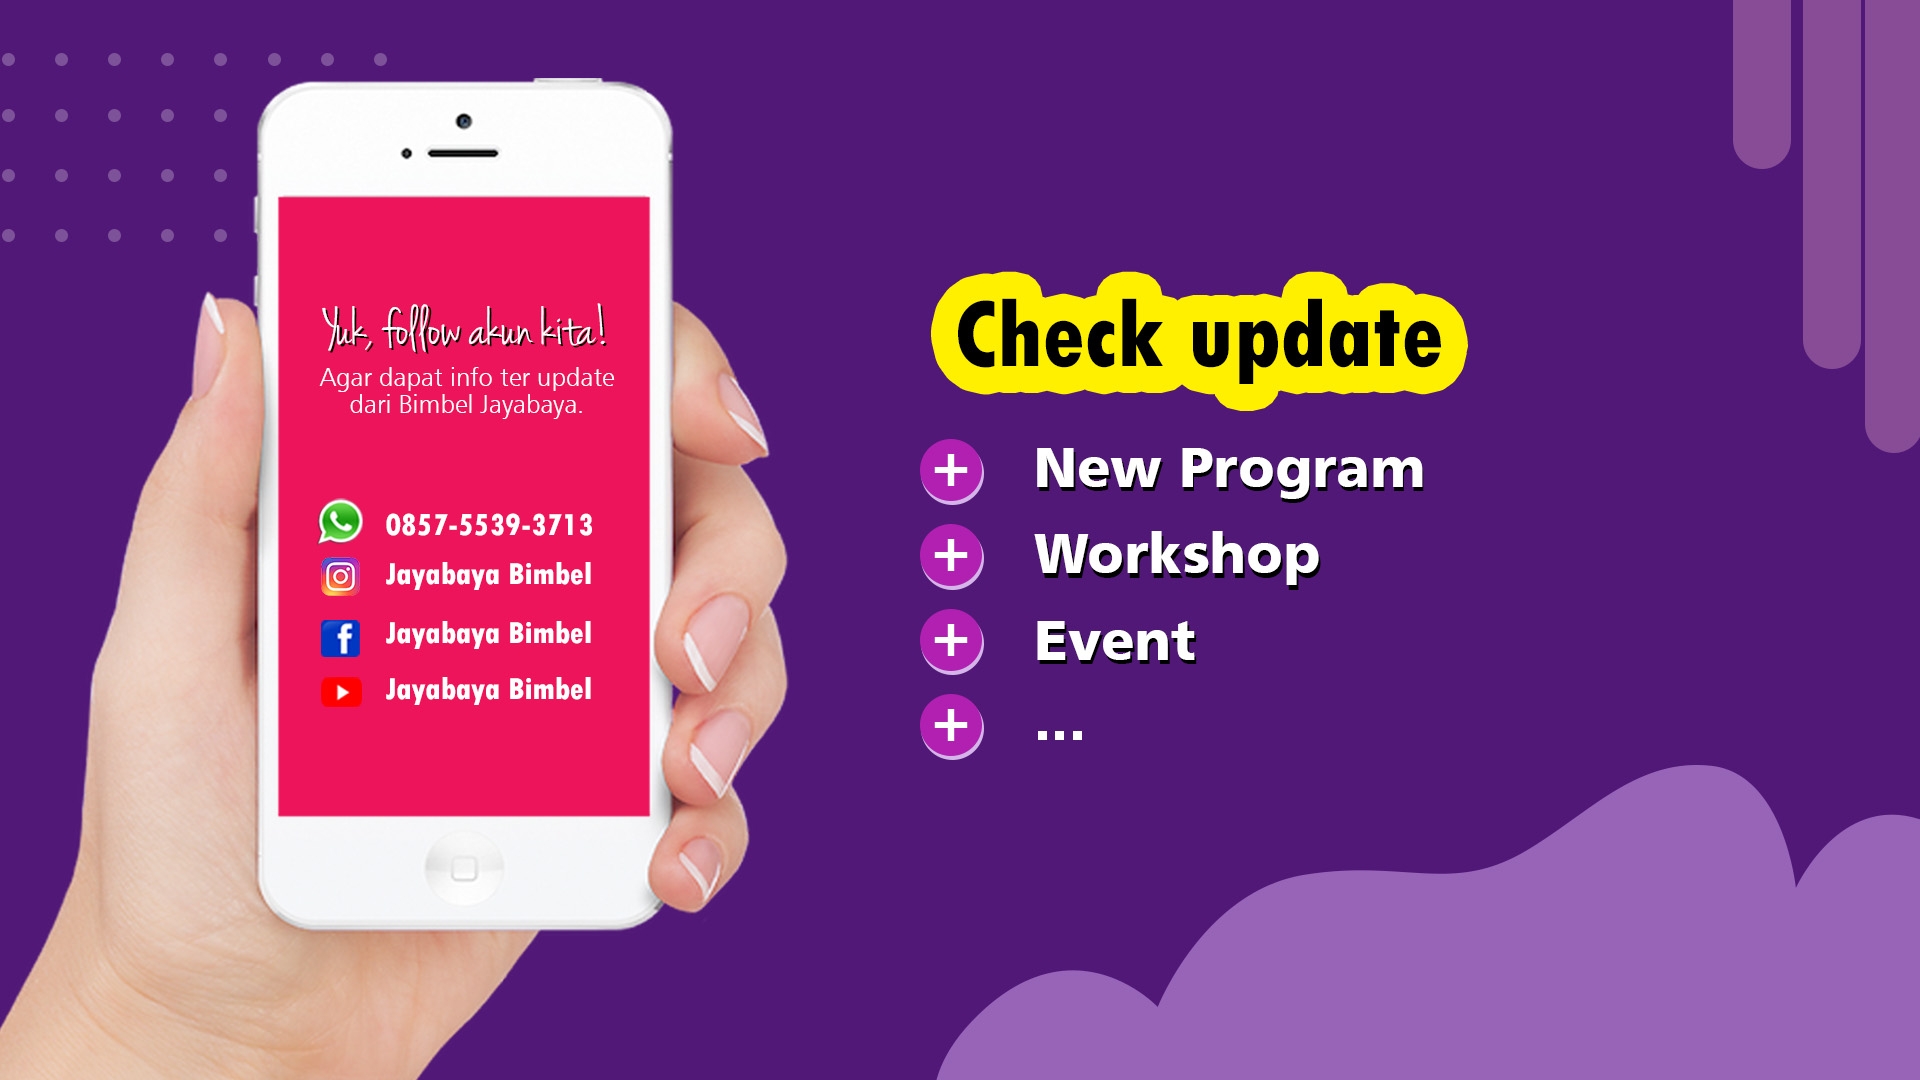 Yuk, follow akun kita!
Agar dapat info ter update
dari Bimbel Jayabaya.
0857-5539-3713
Jayabaya Bimbel
Jayabaya Bimbel
Jayabaya Bimbel
Check update
New Program
Workshop
Event
...